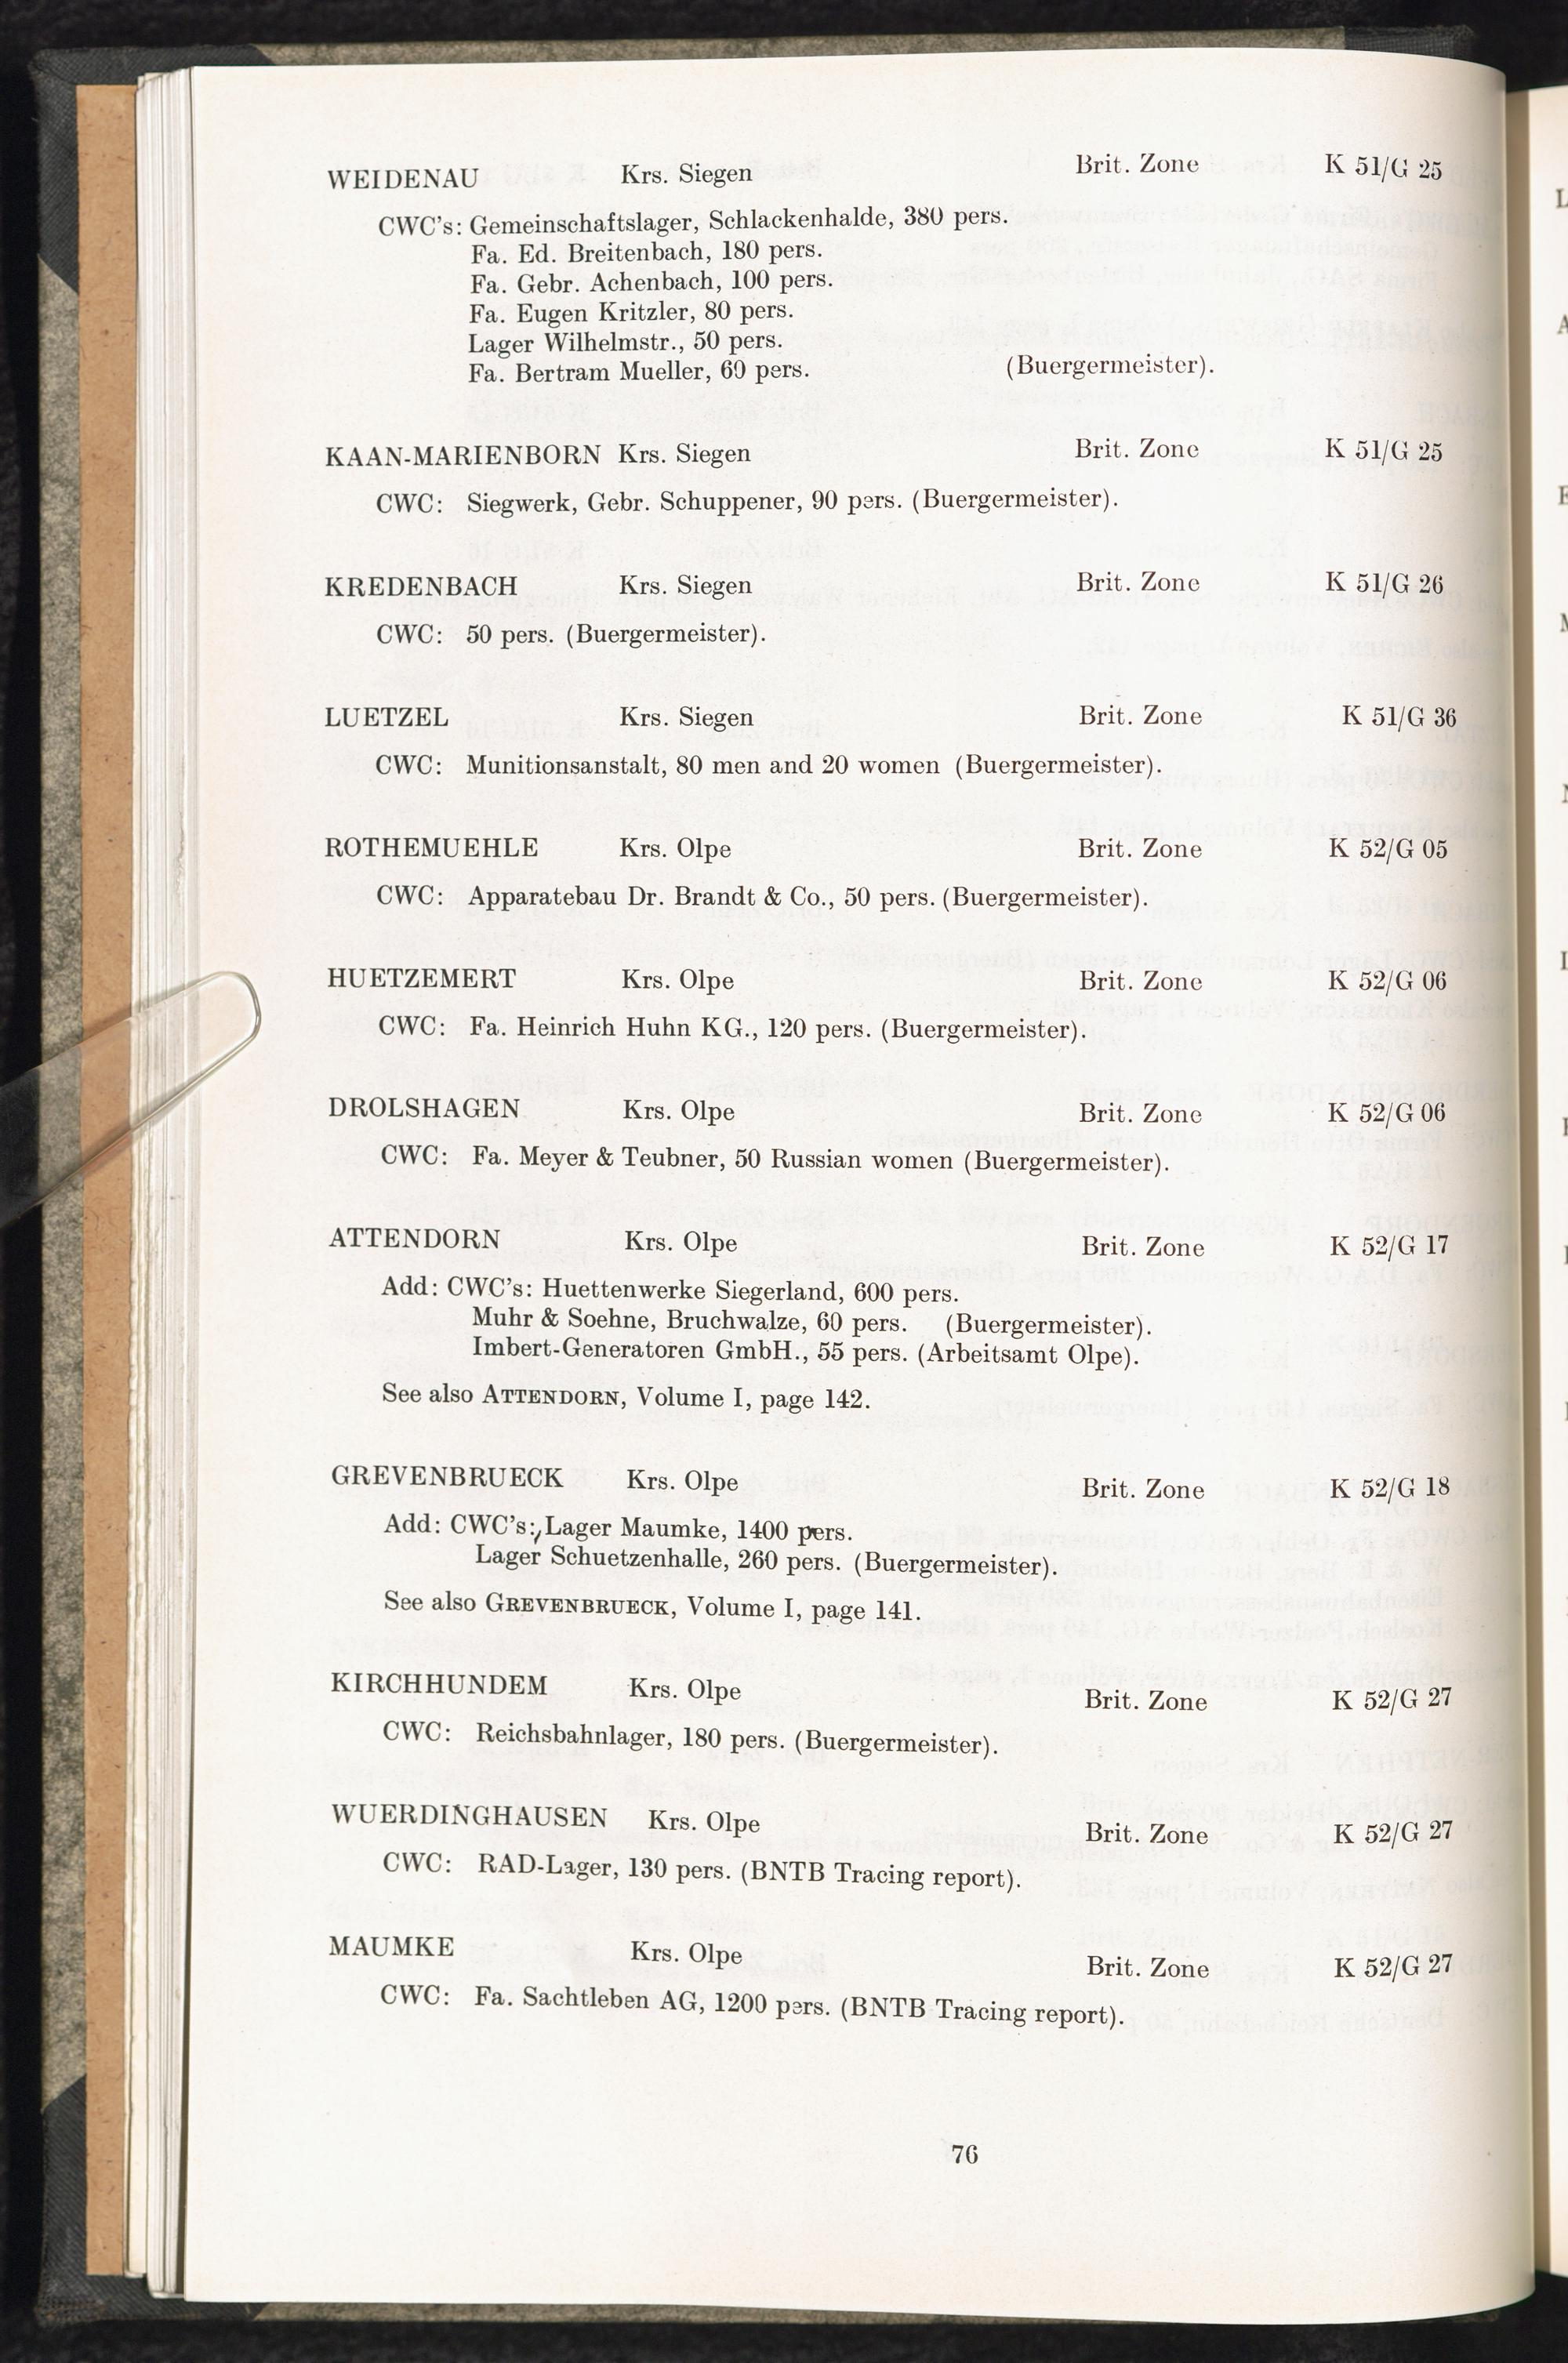 WEIDENAU Krs. Siegen Brit. Zone K 51/G 25
CWC's: Gemeinschaftslager, Schlackenhalde, 380 pers.
Fa. Ed. Breitenbach, 180 pers.
Fa. Gebr. Achenbach, 100 pers.
Fa. Eugen Kritzler, 80 pers.
Lager Wilhelmstr., 50 pers.
Fa. Bertram Mueller, 60 pers. (Buergermeister).
KAAN-MARIENBORN Krs. Siegen Brit. Zone K 51/G 25
CWC: Siegwerk, Gebr. Schuppener, 90 pers. (Buergermeister).
KREDENBACH Krs. Siegen Brit. Zone K 51/G 26
CWC: 50 pers. (Buergermeister).
LUETZEL Krs. Siegen Brit. Zone K 51/G 36
CWC: Munitionsanstalt, 80 men and 20 women (Buergermeister).
ROTHEMUEHLE Krs. Olpe Brit. Zone K 52/G 05
CWC: Apparatebau Dr. Brandt & Co., 50 pers. (Buergermeister).
HUETZEMERT Krs. Olpe Brit. Zone K 52/G 06
CWC: Fa. Heinrich Huhn KG., 120 pers. (Buergermeister).
DROLSHAGEN Krs. Olpe Brit. Zone K 52/G 06
CWC: Fa. Meyer & Teubner, 50 Russian women (Buergermeister).
ATTENDORN Krs. Olpe Brit. Zone K 52/G 17
Add: CWC's: Huettenwerke Siegerland, 600 pers.
Muhr & Soehne, Bruchwalze, 60 pers. (Buergermeister).
Imbert-Generatoren GmbH., 55 pers. (Arbeitsamt Olpe).
See also ATTENDORN, Volume I, page 142.
GREVENBRUECK Krs. Olpe Brit. Zone K 52/G 18
Add: CWC's: Lager Maumke, 1400 pers.
Lager Schuetzenhalle, 260 pers. (Buergermeister).
See also GREVENBRUECK, Volume I, page 141.
KIRCHHUNDEM Krs. Olpe Brit. Zone K 52/G 27
CWC: Reichsbahnlager, 180 pers. (Buergermeister).
WUERDINGHAUSEN Krs. Olpe Brit. Zone K 52/G 27
CWC: RAD-Lager, 130 pers. (BNTB Tracing report).
MAUMKE Krs. Olpe Brit. Zone K 52/G 27
CWC: Fa. Sachtleben AG, 1200 pers. (BNTB Tracing report).
76